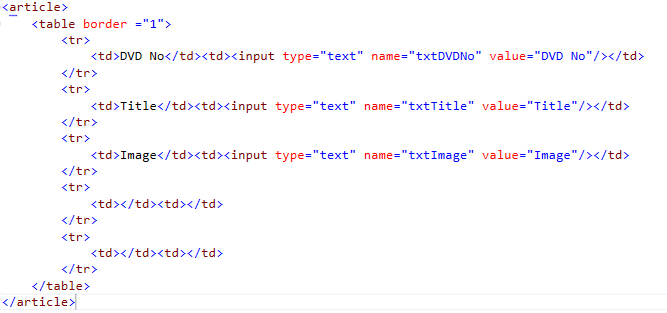 <article>
    <table border ="1">
        <tr>
            <td>DVD No</td><td><input type="text" name="txtDVDNo" value="DVD No"/></td>
        </tr>
        <tr>
            <td>Title</td><td><input type="text" name="txtTitle" value="Title"/></td>
        </tr>
        <tr>
            <td>Image</td><td><input type="text" name="txtImage" value="Image"/></td>
        </tr>
        <tr>
            <td></td><td></td>
        </tr>
        <tr>
            <td></td><td></td>
        </tr>
    </table>
</article>